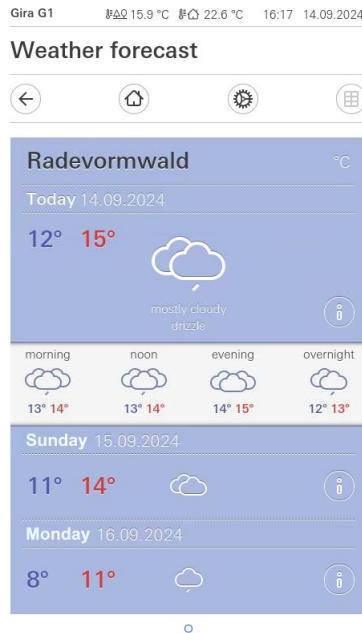 Gira G1 15.9 °C 22.6 °C 16:17 14.09.2024
Weather forecast
Radevormwald °C
Today 14.09.2024
12° 15°
mostly cloudy
drizzle
morning noon evening overnight
13° 14° 13° 14° 14° 15° 12° 13°
Sunday 15.09.2024
11° 14°
Monday 16.09.2024
8° 11°